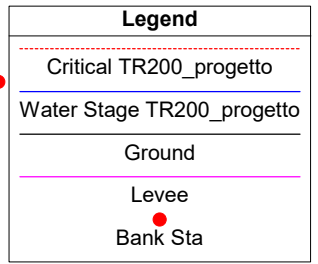 Legend
Critical TR200_progetto
Water Stage TR200_progetto
Ground
Levee
Bank Sta